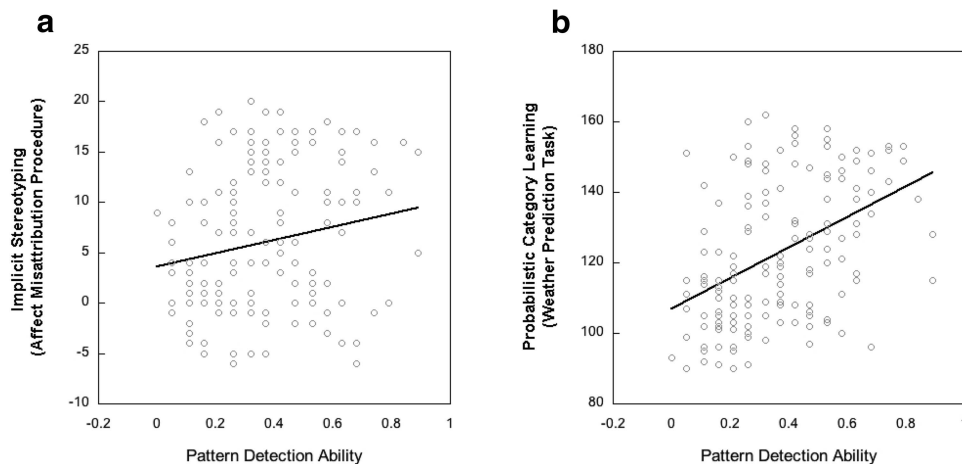 a
Implicit Stereotyping
(Affect Misattribution Procedure)
25
20
15
10
5
0
-5
-10
-0.2 0 0.2 0.4 0.6 0.8 1
Pattern Detection Ability
b
Probabilistic Category Learning
(Weather Prediction Task)
180
160
140
120
100
80
-0.2 0 0.2 0.4 0.6 0.8 1
Pattern Detection Ability